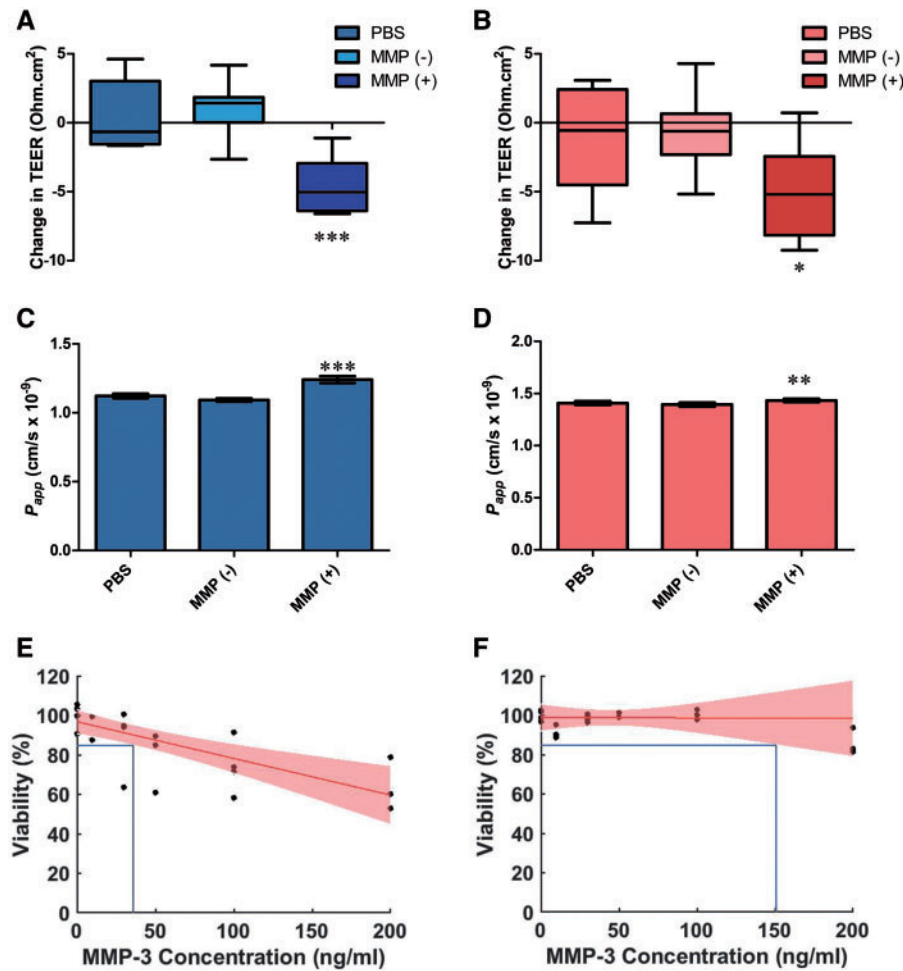 A
PBS
MMP (-)
MMP (+)
Change in TEER (Ohm.cm2)
5
0
-5
-10
***
B
PBS
MMP (-)
MMP (+)
Change in TEER (Ohm.cm2)
5
0
-5
-10
*
C
Papp (cm/s x 10-9)
1.5
1.0
0.5
0.0
***
PBS
MMP (-)
MMP (+)
D
Papp (cm/s x 10-9)
2.0
1.5
1.0
0.5
0.0
**
PBS
MMP (-)
MMP (+)
E
Viability (%)
120
100
80
60
40
20
0
0
50
100
150
200
MMP-3 Concentration (ng/ml)
F
Viability (%)
120
100
80
60
40
20
0
0
50
100
150
200
MMP-3 Concentration (ng/ml)